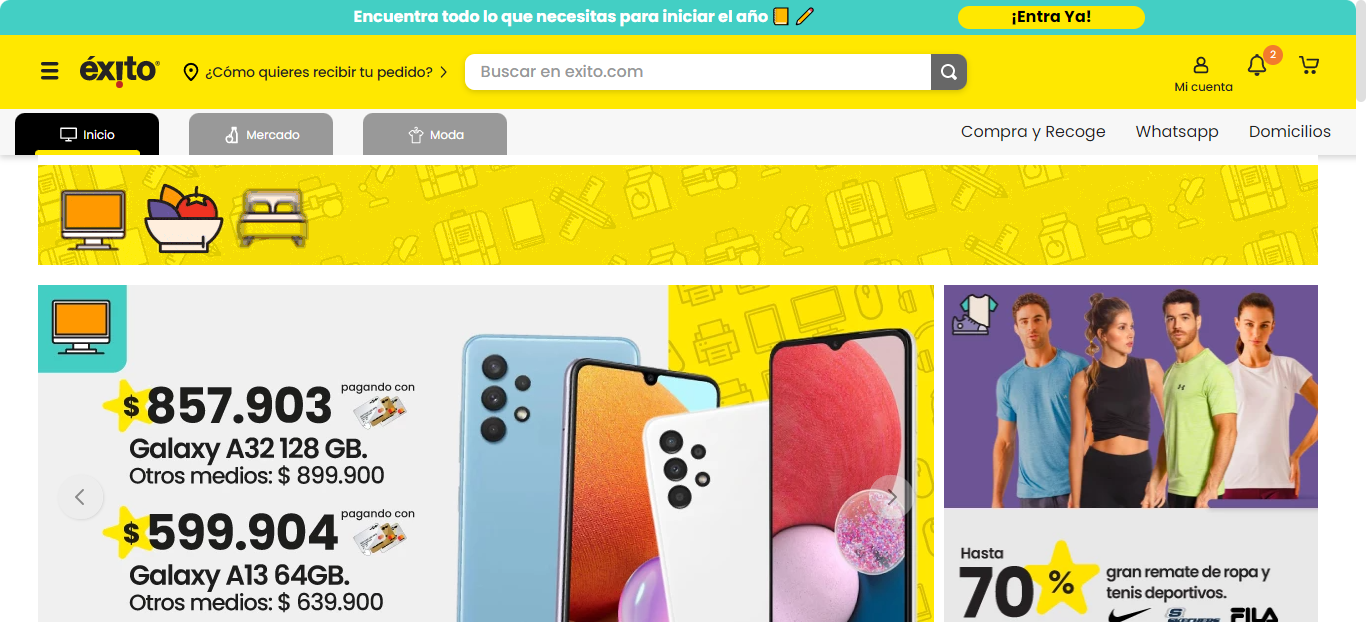 Encuentra todo lo que necesitas para iniciar el año
¡Entra Ya!
éxito
¿Cómo quieres recibir tu pedido?
Buscar en exito.com
Mi cuenta
2
Inicio
Mercado
Moda
Compra y Recoge
Whatsapp
Domicilios
$857.903
pagando con
Galaxy A32 128 GB.
Otros medios: $ 899.900
$599.904
pagando con
Galaxy A13 64GB.
Otros medios: $ 639.900
Hasta
70%
gran remate de ropa y
tenis deportivos.
SKECHERS
FILA